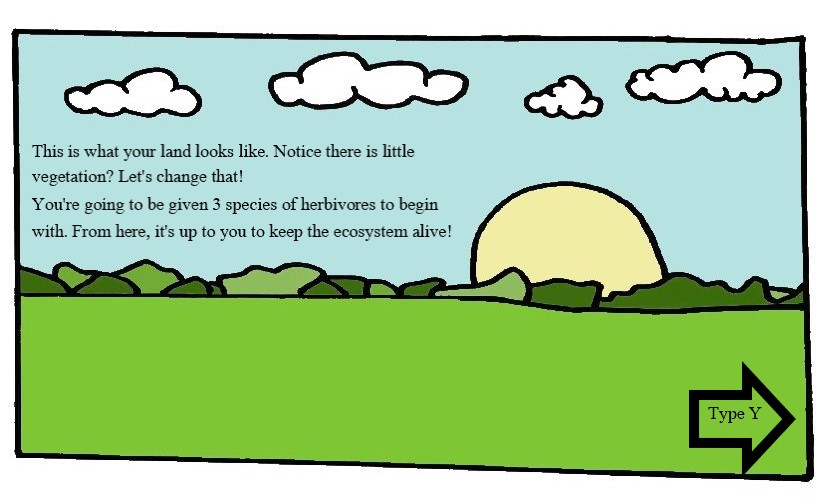 This is what your land looks like. Notice there is little
vegetation? Let's change that!
You're going to be given 3 species of herbivores to begin
with. From here, it's up to you to keep the ecosystem alive!
Type Y